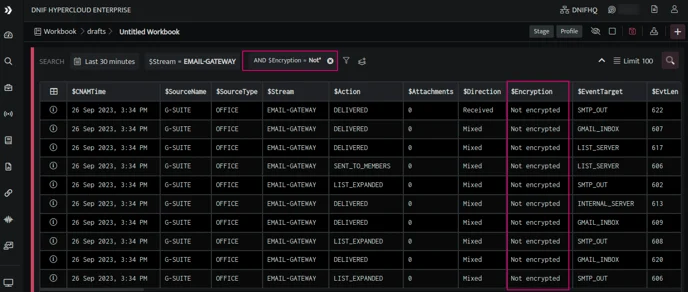 DNIF HYPERCLOUD ENTERPRISE DNIFHQ
Workbook > drafts > Untitled Workbook Stage Profile
SEARCH Last 30 minutes $Stream = EMAIL-GATEWAY AND $Encryption = Not* Limit 100
$CNAMTime $SourceName $SourceType $Stream $Action $Attachments $Direction $Encryption $EventTarget $EvtLen
26 Sep 2023, 3:34 PM G-SUITE OFFICE EMAIL-GATEWAY DELIVERED 0 Received Not encrypted SMTP_OUT 622
26 Sep 2023, 3:34 PM G-SUITE OFFICE EMAIL-GATEWAY DELIVERED 0 Mixed Not encrypted GMAIL_INBOX 607
26 Sep 2023, 3:34 PM G-SUITE OFFICE EMAIL-GATEWAY DELIVERED 0 Mixed Not encrypted LIST_SERVER 617
26 Sep 2023, 3:34 PM G-SUITE OFFICE EMAIL-GATEWAY SENT_TO_MEMBERS 0 Mixed Not encrypted LIST_SERVER 606
26 Sep 2023, 3:34 PM G-SUITE OFFICE EMAIL-GATEWAY LIST_EXPANDED 0 Mixed Not encrypted SMTP_OUT 602
26 Sep 2023, 3:34 PM G-SUITE OFFICE EMAIL-GATEWAY DELIVERED 0 Mixed Not encrypted INTERNAL_SERVER 613
26 Sep 2023, 3:34 PM G-SUITE OFFICE EMAIL-GATEWAY DELIVERED 0 Mixed Not encrypted GMAIL_INBOX 609
26 Sep 2023, 3:34 PM G-SUITE OFFICE EMAIL-GATEWAY LIST_EXPANDED 0 Mixed Not encrypted SMTP_OUT 608
26 Sep 2023, 3:34 PM G-SUITE OFFICE EMAIL-GATEWAY DELIVERED 0 Mixed Not encrypted GMAIL_INBOX 620
26 Sep 2023, 3:34 PM G-SUITE OFFICE EMAIL-GATEWAY LIST_EXPANDED 0 Mixed Not encrypted SMTP_OUT 606